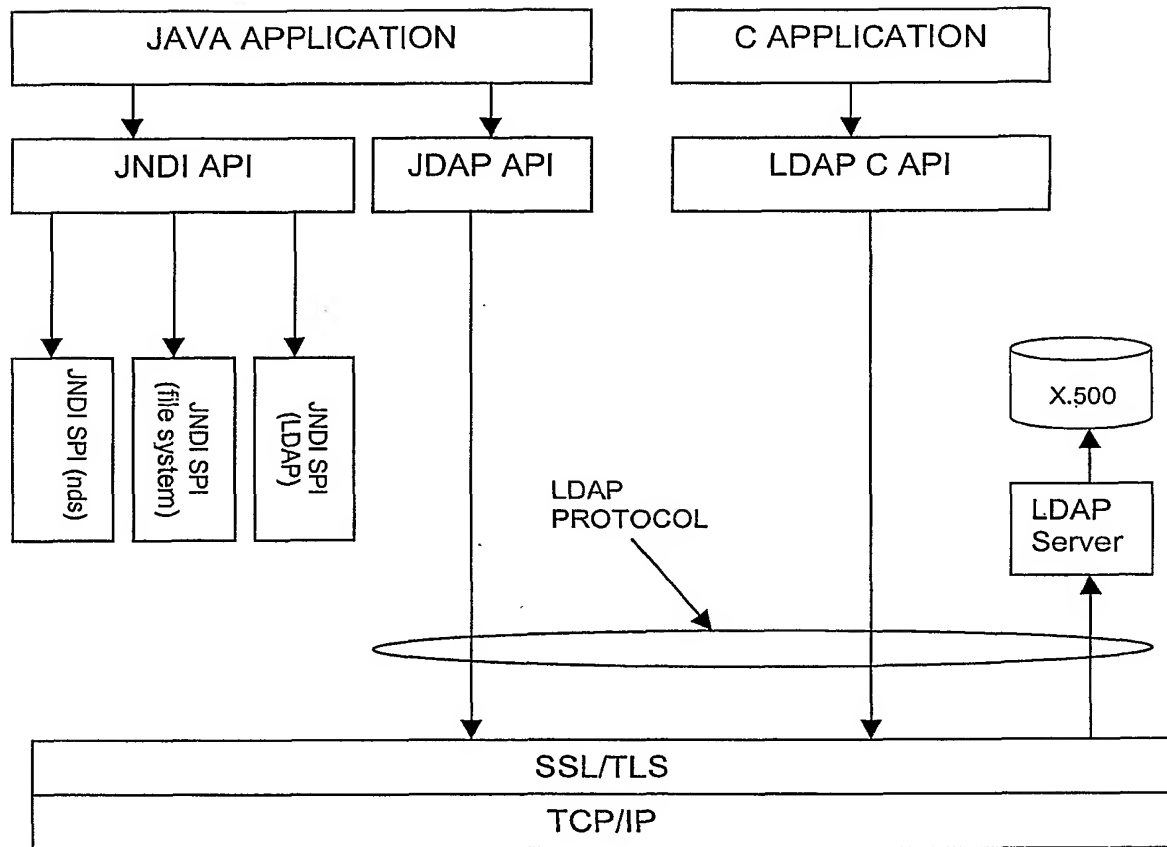 JAVA APPLICATION
C APPLICATION
JNDI API
JDAP API
LDAP C API
JNDI SPI (nds)
JNDI SPI
(file system)
JNDI SPI
(LDAP)
X.500
LDAP
PROTOCOL
LDAP
Server
SSL/TLS
TCP/IP